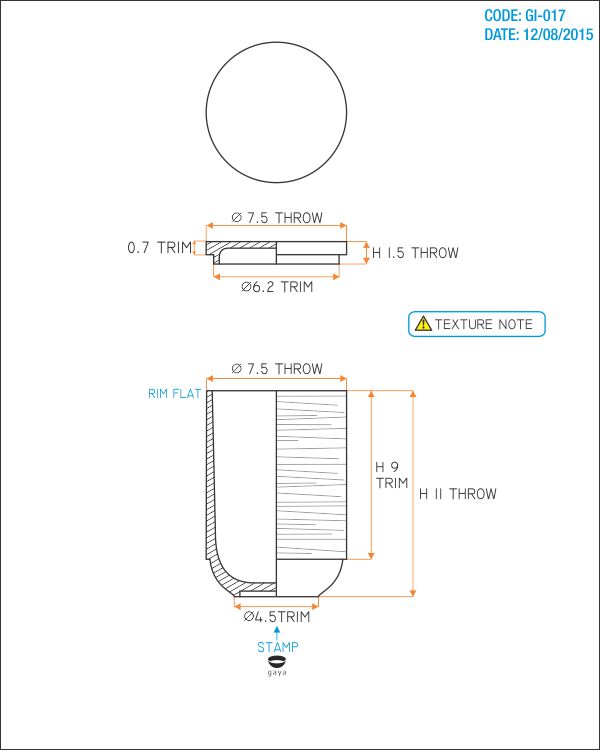 CODE: GI-017
DATE: 12/08/2015
Ø 7.5 THROW
0.7 TRIM
H 1.5 THROW
Ø6.2 TRIM
TEXTURE NOTE
Ø 7.5 THROW
RIM FLAT
H 9
TRIM
H 11 THROW
Ø4.5TRIM
STAMP
gaya